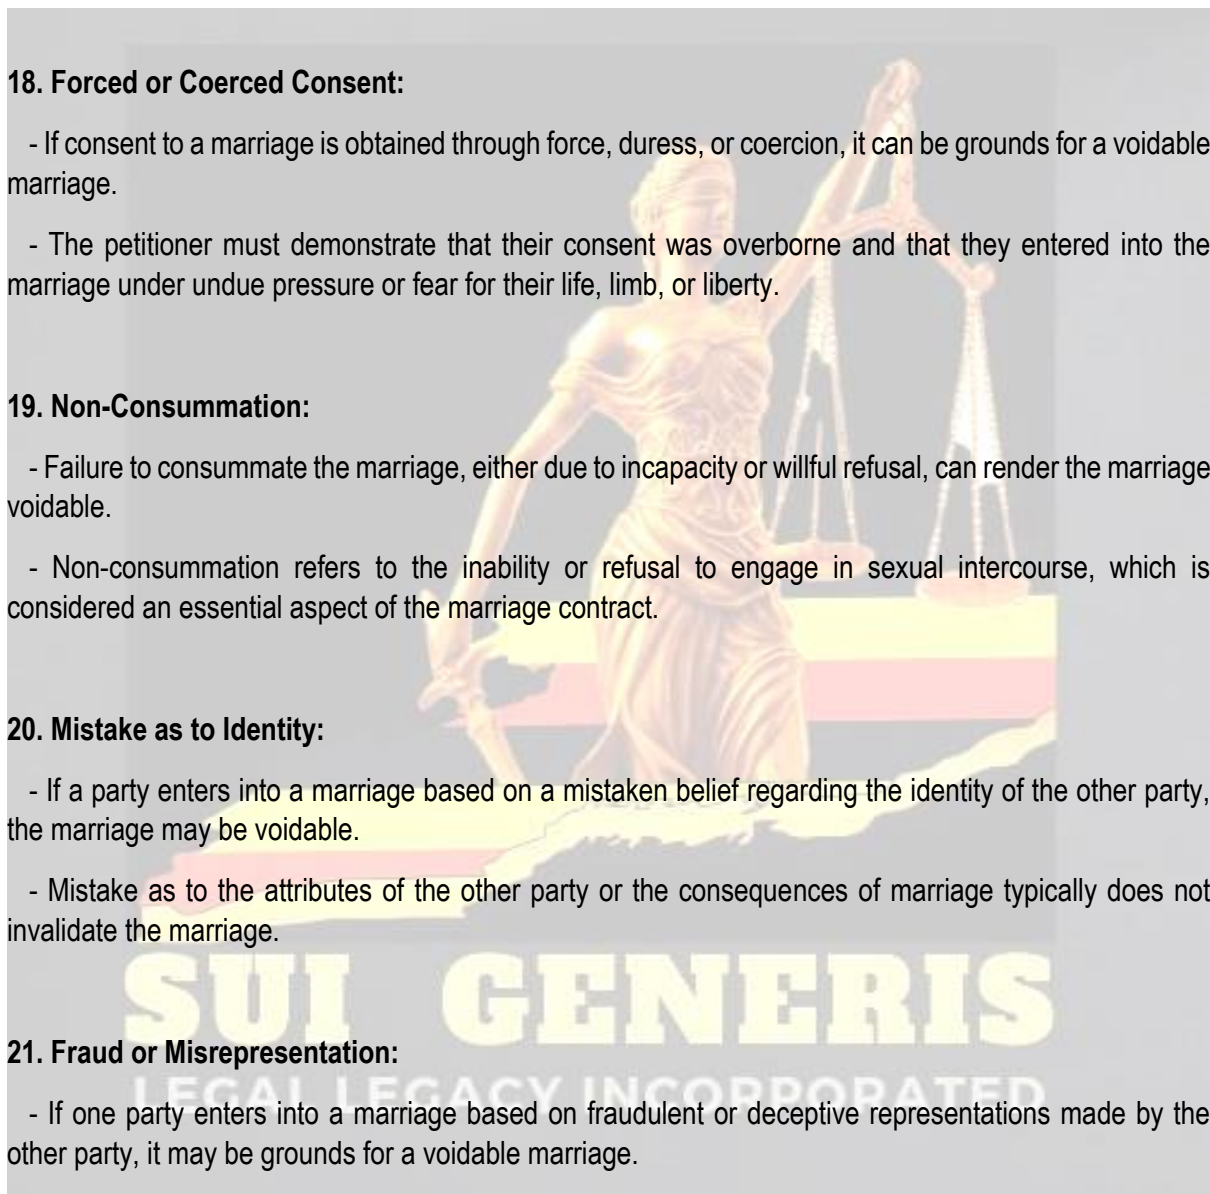 18. Forced or Coerced Consent:
- If consent to a marriage is obtained through force, duress, or coercion, it can be grounds for a voidable
marriage.
- The petitioner must demonstrate that their consent was overborne and that they entered into the
marriage under undue pressure or fear for their life, limb, or liberty.
19. Non-Consummation:
- Failure to consummate the marriage, either due to incapacity or willful refusal, can render the marriage
voidable.
- Non-consummation refers to the inability or refusal to engage in sexual intercourse, which is
considered an essential aspect of the marriage contract.
20. Mistake as to Identity:
- If a party enters into a marriage based on a mistaken belief regarding the identity of the other party,
the marriage may be voidable.
- Mistake as to the attributes of the other party or the consequences of marriage typically does not
invalidate the marriage.
SUI GENERIS
21. Fraud or Misrepresentation:
LEGAL LEGACY INCORPORATED
- If one party enters into a marriage based on fraudulent or deceptive representations made by the
other party, it may be grounds for a voidable marriage.